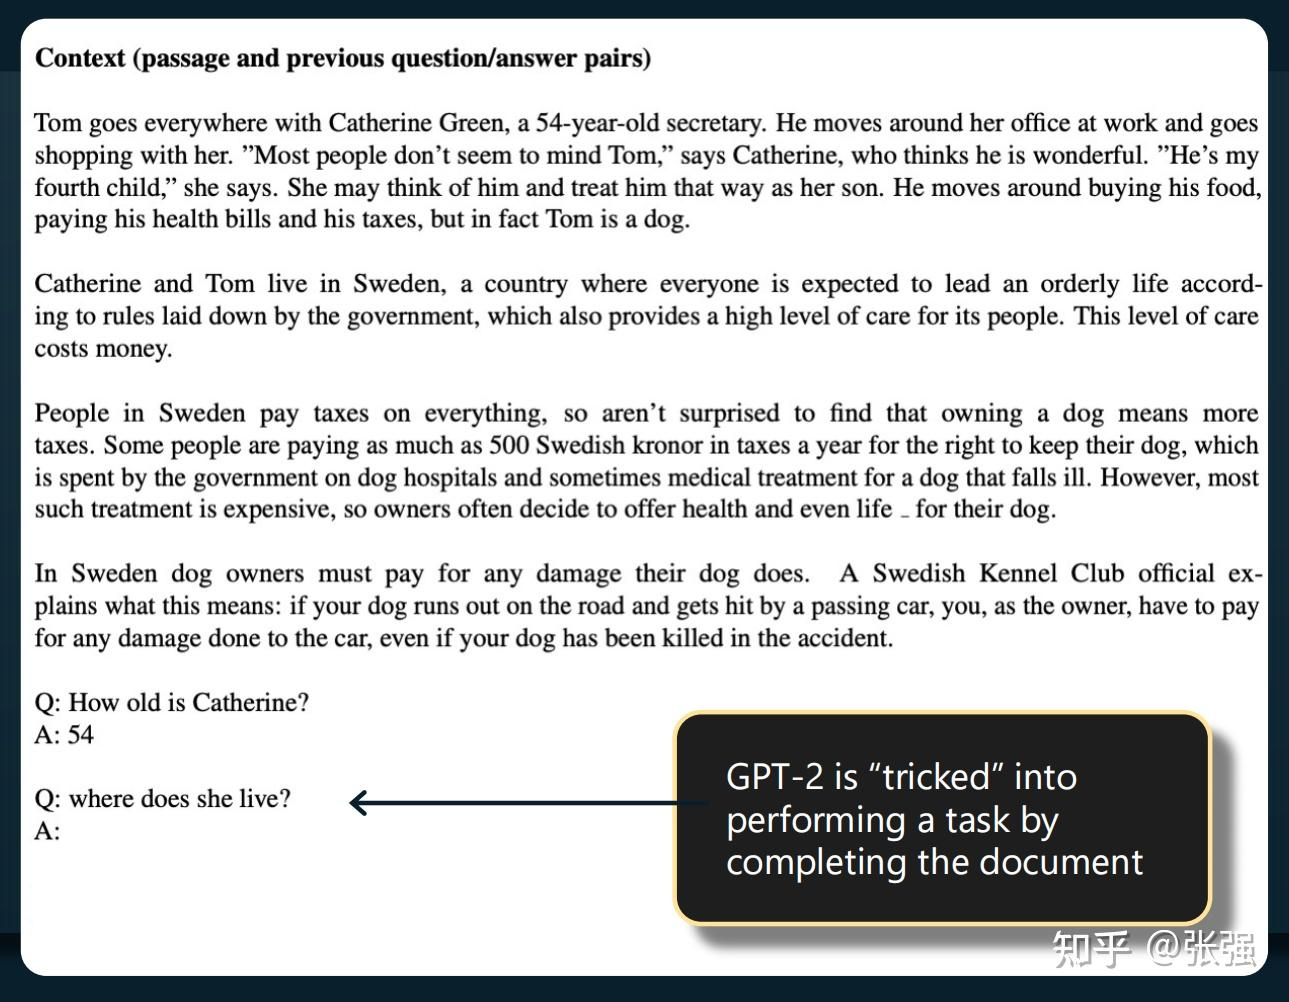 Context (passage and previous question/answer pairs)
Tom goes everywhere with Catherine Green, a 54-year-old secretary. He moves around her office at work and goes
shopping with her. ”Most people don’t seem to mind Tom,” says Catherine, who thinks he is wonderful. ”He’s my
fourth child,” she says. She may think of him and treat him that way as her son. He moves around buying his food,
paying his health bills and his taxes, but in fact Tom is a dog.
Catherine and Tom live in Sweden, a country where everyone is expected to lead an orderly life accord-
ing to rules laid down by the government, which also provides a high level of care for its people. This level of care
costs money.
People in Sweden pay taxes on everything, so aren’t surprised to find that owning a dog means more
taxes. Some people are paying as much as 500 Swedish kronor in taxes a year for the right to keep their dog, which
is spent by the government on dog hospitals and sometimes medical treatment for a dog that falls ill. However, most
such treatment is expensive, so owners often decide to offer health and even life _ for their dog.
In Sweden dog owners must pay for any damage their dog does. A Swedish Kennel Club official ex-
plains what this means: if your dog runs out on the road and gets hit by a passing car, you, as the owner, have to pay
for any damage done to the car, even if your dog has been killed in the accident.
Q: How old is Catherine?
A: 54
Q: where does she live?
A:
GPT-2 is “tricked” into
performing a task by
completing the document
知乎 @张强